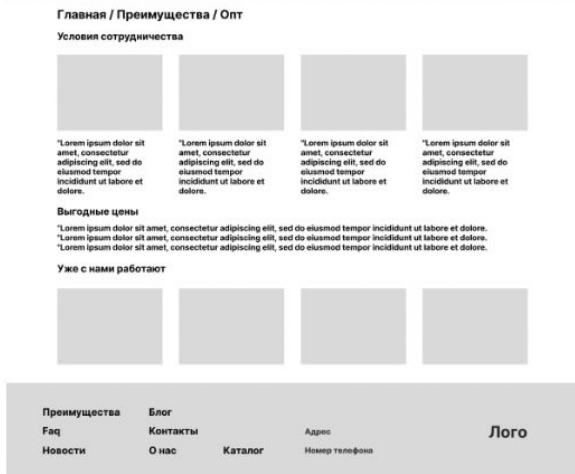 Главная / Преимущества / Опт
Условия сотрудничества
"Lorem ipsum dolor sit
amet, consectetur
adipiscing elit, sed do
eiusmod tempor
incididunt ut labore et
dolore.
"Lorem ipsum dolor sit
amet, consectetur
adipiscing elit, sed do
eiusmod tempor
incididunt ut labore et
dolore.
"Lorem ipsum dolor sit
amet, consectetur
adipiscing elit, sed do
eiusmod tempor
incididunt ut labore et
dolore.
"Lorem ipsum dolor sit
amet, consectetur
adipiscing elit, sed do
eiusmod tempor
incididunt ut labore et
dolore.
Выгодные цены
"Lorem ipsum dolor sit amet, consectetur adipiscing elit, sed do eiusmod tempor incididunt ut labore et dolore.
"Lorem ipsum dolor sit amet, consectetur adipiscing elit, sed do eiusmod tempor incididunt ut labore et dolore.
"Lorem ipsum dolor sit amet, consectetur adipiscing elit, sed do eiusmod tempor incididunt ut labore et dolore.
Уже с нами работают
Преимущества
Faq
Новости
Блог
Контакты
О нас
Каталог
Адрес
Номер телефона
Лого